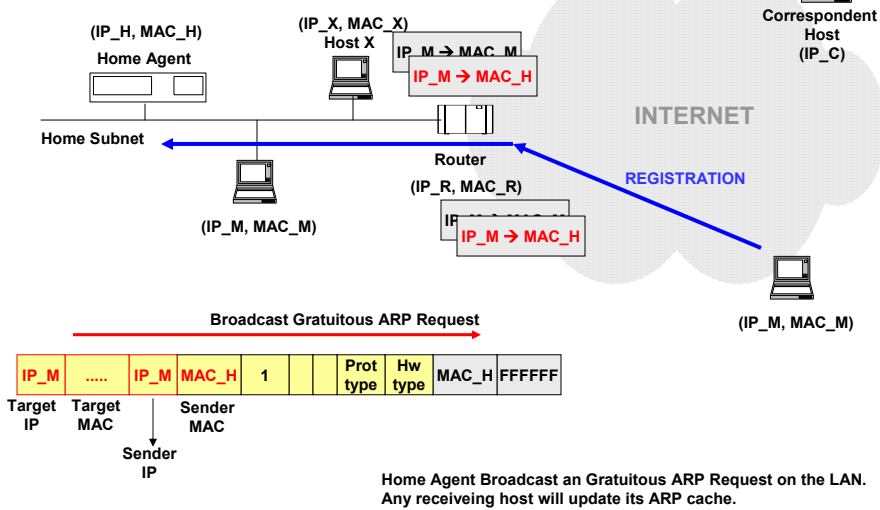 Correspondent
Host
(IP_C)
(IP_H, MAC_H)
Home Agent
(IP_X, MAC_X)
Host X
IP_M → MAC_M
IP_M → MAC_H
INTERNET
Home Subnet
Router
(IP_R, MAC_R)
REGISTRATION
(IP_M, MAC_M)
IP_M → MAC_H
(IP_M, MAC_M)
Broadcast Gratuitous ARP Request
IP_M ..... IP_M MAC_H 1 Prot type Hw type MAC_H FFFFFF
Target IP
Target MAC
Sender MAC
Sender IP
Home Agent Broadcast an Gratuitous ARP Request on the LAN.
Any receiveing host will update its ARP cache.